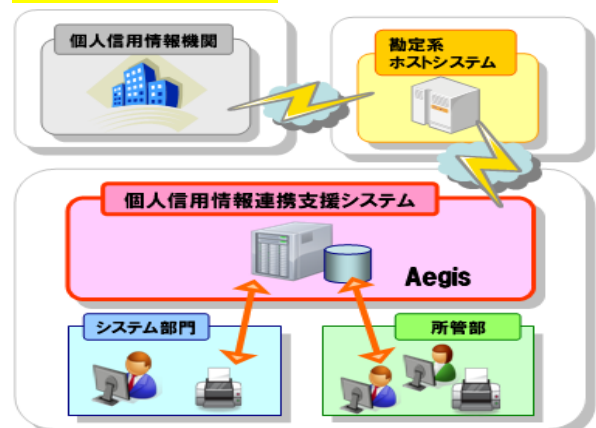 個人信用情報機関
勘定系
ホストシステム
個人信用情報連携支援システム
Aegis
システム部門
所管部